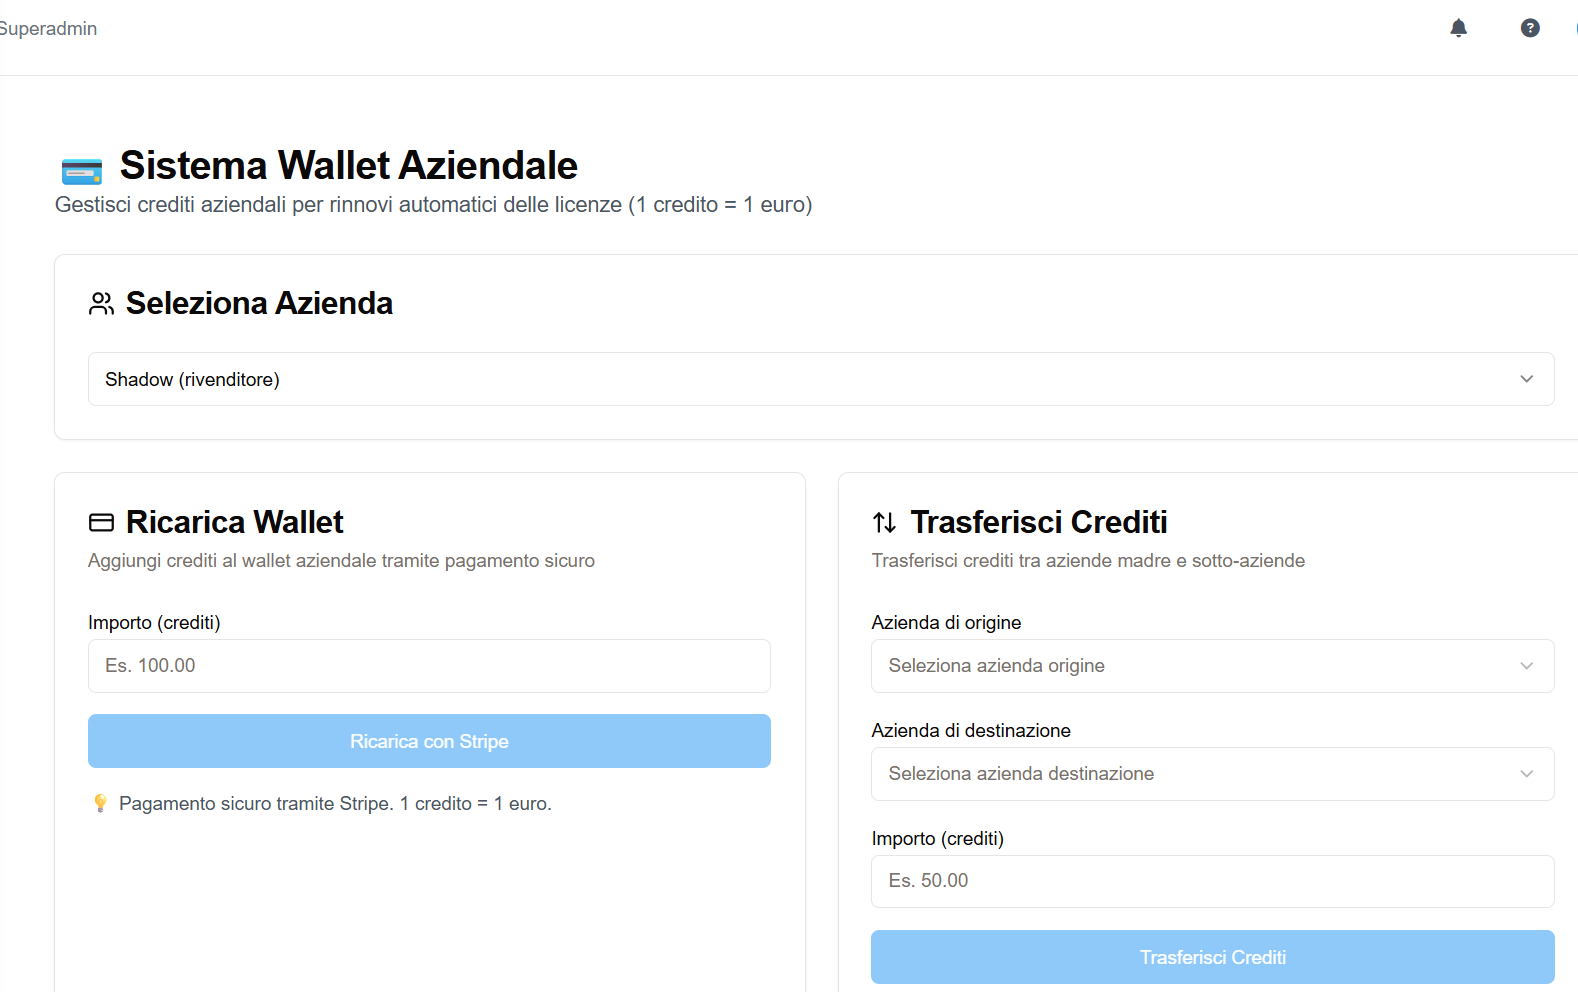 Superadmin
Sistema Wallet Aziendale
Gestisci crediti aziendali per rinnovi automatici delle licenze (1 credito = 1 euro)
Seleziona Azienda
Shadow (rivenditore)
Ricarica Wallet
Aggiungi crediti al wallet aziendale tramite pagamento sicuro
Importo (crediti)
Es. 100.00
Ricarica con Stripe
Pagamento sicuro tramite Stripe. 1 credito = 1 euro.
Trasferisci Crediti
Trasferisci crediti tra aziende madre e sotto-aziende
Azienda di origine
Seleziona azienda origine
Azienda di destinazione
Seleziona azienda destinazione
Importo (crediti)
Es. 50.00
Trasferisci Crediti